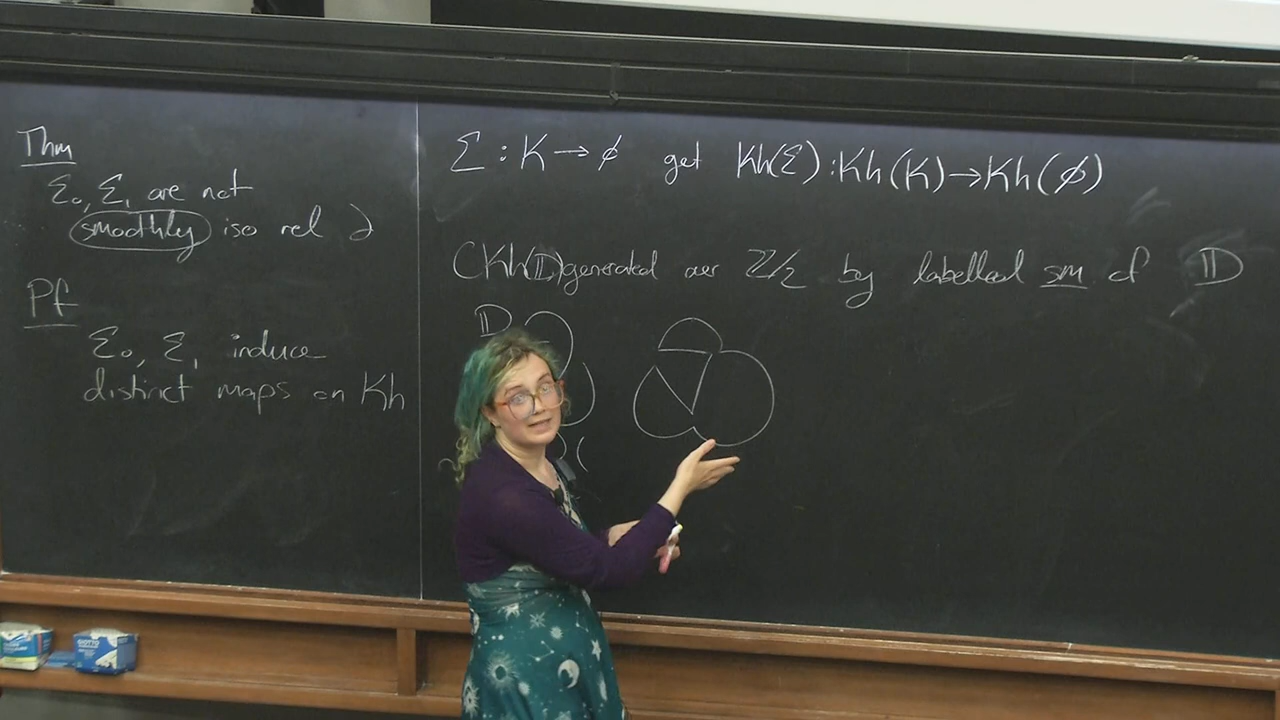 Thm
Σ₀, Σ₁ are not
smoothly iso rel ∂
Pf
Σ₀, Σ₁ induce
distinct maps on Kh
Σ : K → ∅ get Kh(Σ) : Kh(K) → Kh(∅)
CKh(D) generated over ℤ/2 by labelled sm of D
D